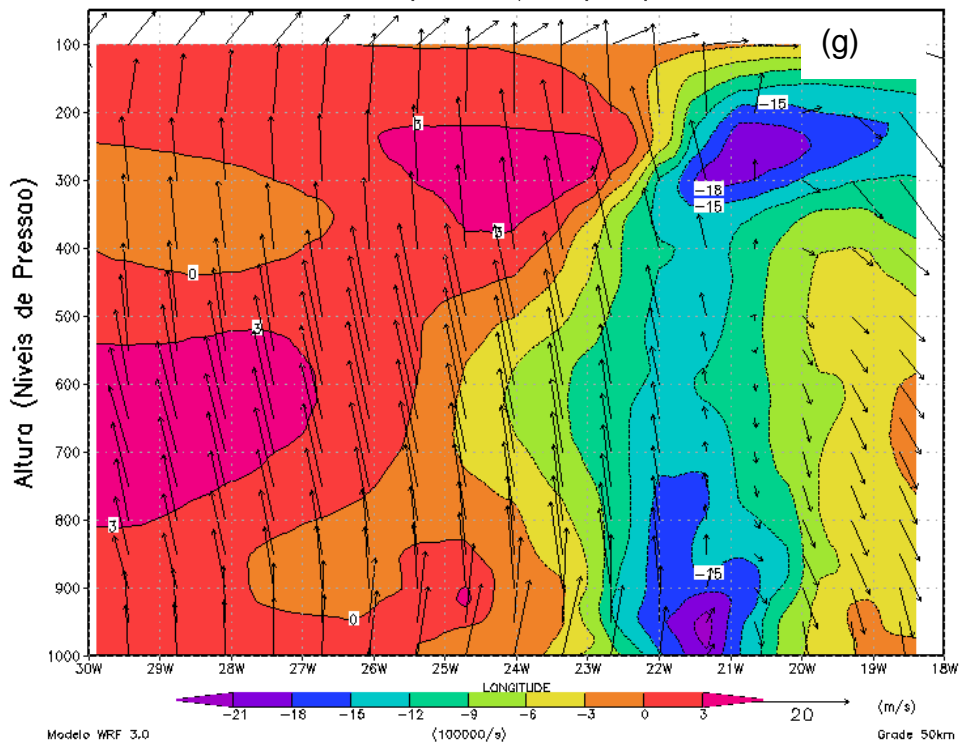 (g)
Altura (Niveis de Pressao)
100
200
300
400
500
600
700
800
900
1000
-15
3
-18
-15
3
0
3
3
-15
0
30W 29W 28W 27W 26W 25W 24W 23W 22W 21W 20W 19W 18W
LONGITUDE
-21 -18 -15 -12 -9 -6 -3 0 3
20
(m/s)
Modelo WRF 3.0
(100000/s)
Grade 50km